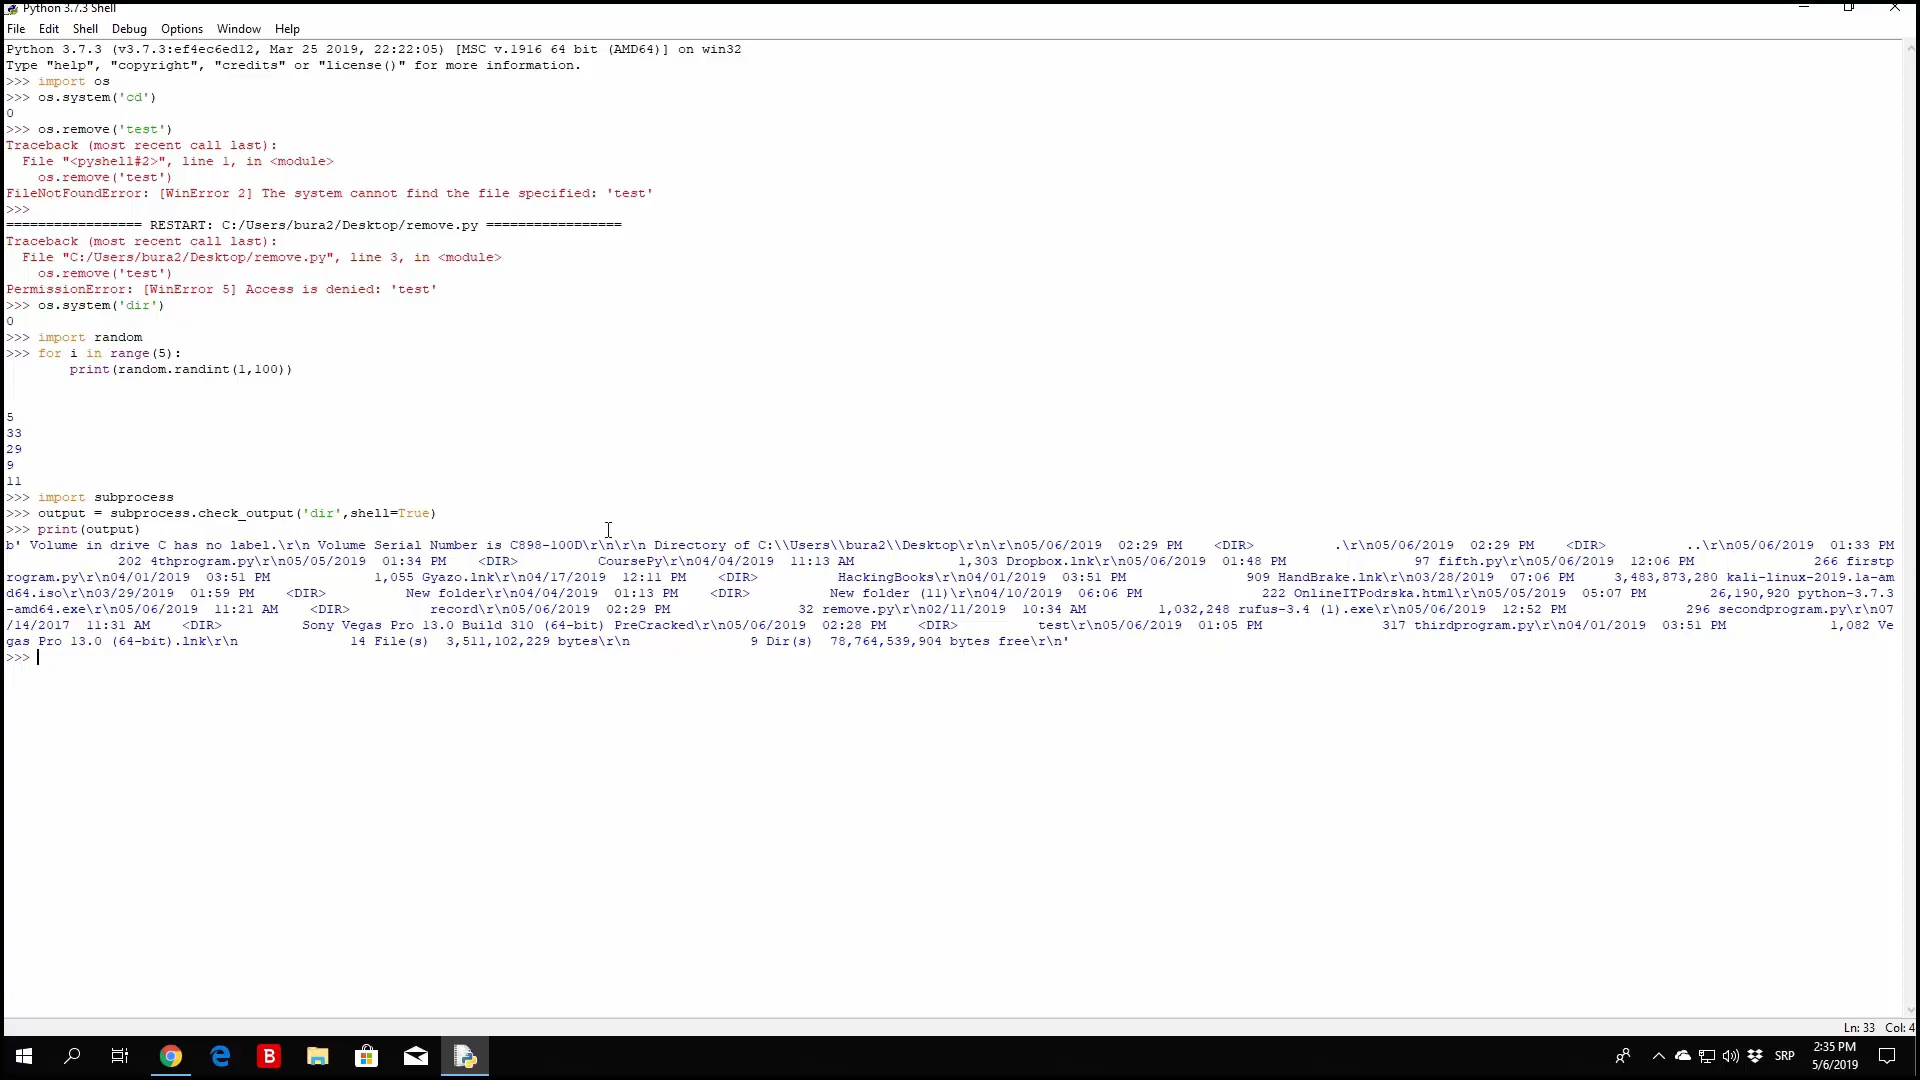 Python 3.7.3 Shell
File Edit Shell Debug Options Window Help
Python 3.7.3 (v3.7.3:ef4ec6ed12, Mar 25 2019, 22:22:05) [MSC v.1916 64 bit (AMD64)] on win32
Type "help", "copyright", "credits" or "license()" for more information.
>>> import os
>>> os.system('cd')
0
>>> os.remove('test')
Traceback (most recent call last):
  File "<pyshell#2>", line 1, in <module>
    os.remove('test')
FileNotFoundError: [WinError 2] The system cannot find the file specified: 'test'
>>>
================= RESTART: C:/Users/bura2/Desktop/remove.py =================
Traceback (most recent call last):
  File "C:/Users/bura2/Desktop/remove.py", line 3, in <module>
    os.remove('test')
PermissionError: [WinError 5] Access is denied: 'test'
>>> os.system('dir')
0
>>> import random
>>> for i in range(5):
        print(random.randint(1,100))
5
33
29
9
11
>>> import subprocess
>>> output = subprocess.check_output('dir',shell=True)
>>> print(output)
b' Volume in drive C has no label.\r\n Volume Serial Number is C898-100D\r\n\r\n Directory of C:\\Users\\bura2\\Desktop\r\n\r\n05/06/2019  02:29 PM    <DIR>          .\r\n05/06/2019  02:29 PM    <DIR>          ..\r\n05/06/2019  01:33 PM
              202 4thprogram.py\r\n05/05/2019  01:34 PM    <DIR>          CoursePy\r\n04/04/2019  11:13 AM             1,303 Dropbox.lnk\r\n05/06/2019  01:48 PM                97 fifth.py\r\n05/06/2019  12:06 PM               266 firstp
rogram.py\r\n04/01/2019  03:51 PM             1,055 Gyazo.lnk\r\n04/17/2019  12:11 PM    <DIR>          HackingBooks\r\n04/01/2019  03:51 PM               909 HandBrake.lnk\r\n03/28/2019  07:06 PM     3,483,873,280 kali-linux-2019.1a-am
d64.iso\r\n03/29/2019  01:59 PM    <DIR>          New folder\r\n04/04/2019  01:13 PM    <DIR>          New folder (11)\r\n04/10/2019  06:06 PM               222 OnlineITPodrska.html\r\n05/05/2019  05:07 PM        26,190,920 python-3.7.3
-amd64.exe\r\n05/06/2019  11:21 AM    <DIR>          record\r\n05/06/2019  02:29 PM                32 remove.py\r\n02/11/2019  10:34 AM         1,032,248 rufus-3.4 (1).exe\r\n05/06/2019  12:52 PM               296 secondprogram.py\r\n07
/14/2017  11:31 AM    <DIR>          Sony Vegas Pro 13.0 Build 310 (64-bit) PreCracked\r\n05/06/2019  02:28 PM    <DIR>          test\r\n05/06/2019  01:05 PM               317 thirdprogram.py\r\n04/01/2019  03:51 PM             1,082 Ve
gas Pro 13.0 (64-bit).lnk\r\n              14 File(s)  3,511,102,229 bytes\r\n               9 Dir(s)  78,764,539,904 bytes free\r\n'
>>>
Ln: 33 Col: 4
B
SRP
2:35 PM
5/6/2019